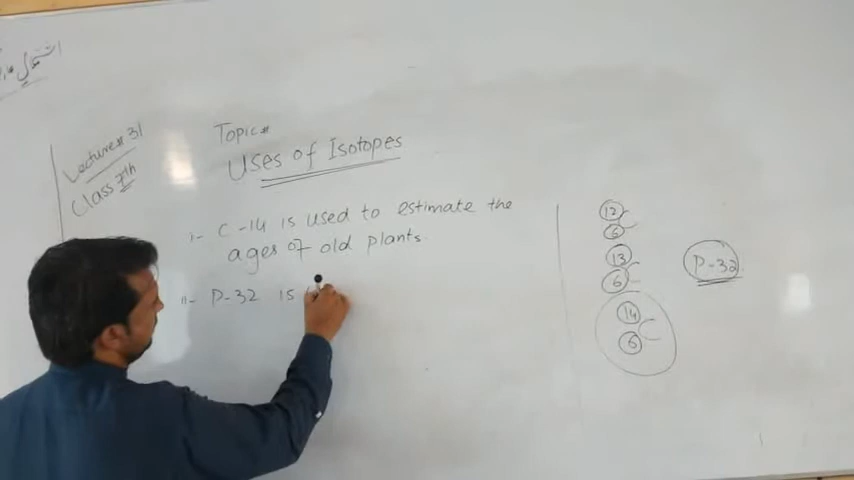 استعمال
Lecture# 31
Class 7th
Topic#
Uses of Isotopes
i- C-14 is used to estimate the
ages of old plants.
ii- P-32 is
12
6 C
13
6 C
14
6 C
P-32